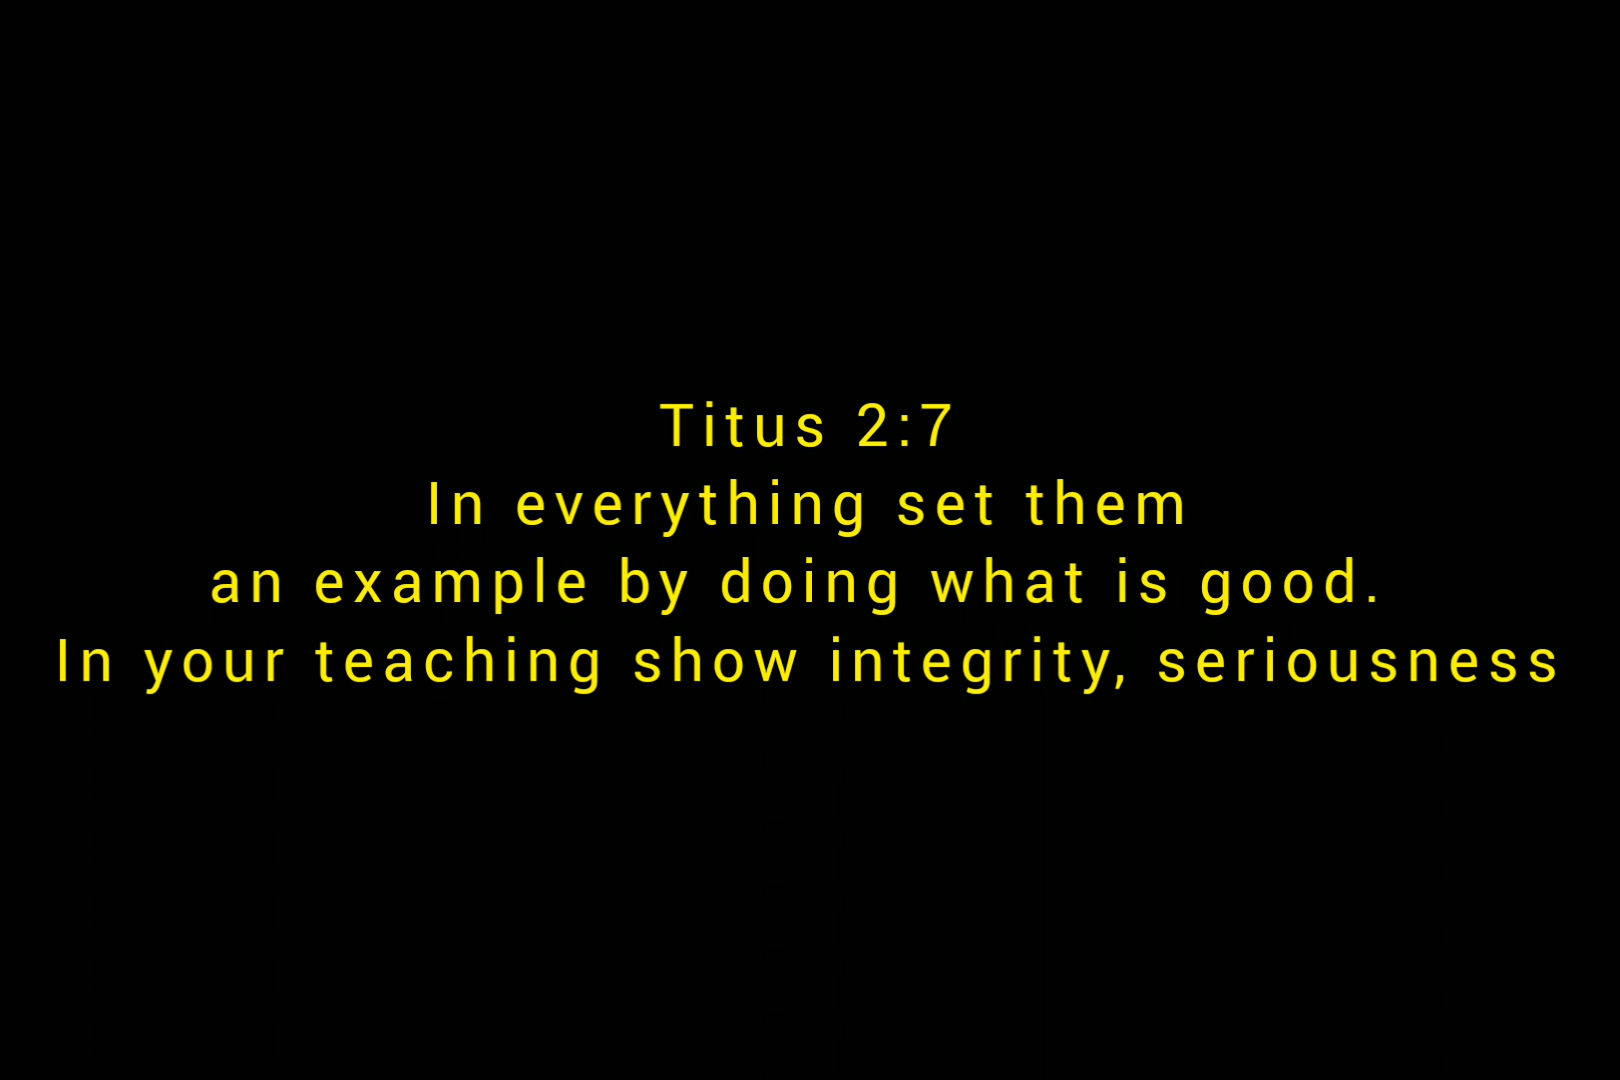 Titus 2:7
In everything set them
an example by doing what is good.
In your teaching show integrity, seriousness